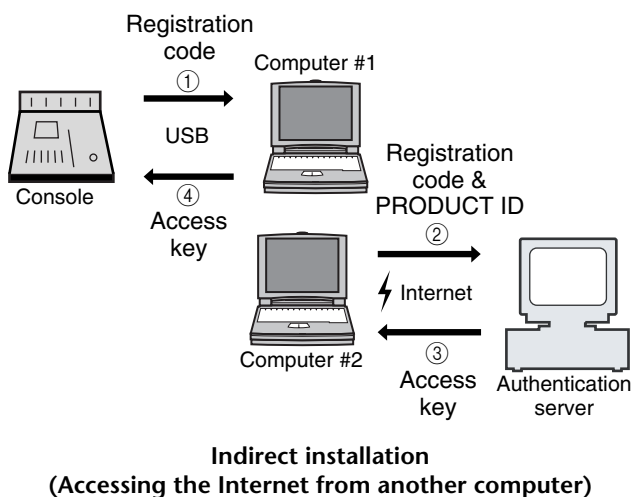 Registration
code
①
Computer #1
USB
Console
④
Access
key
Registration
code &
PRODUCT ID
②
Internet
Computer #2
③
Access
key
Authentication
server
Indirect installation
(Accessing the Internet from another computer)